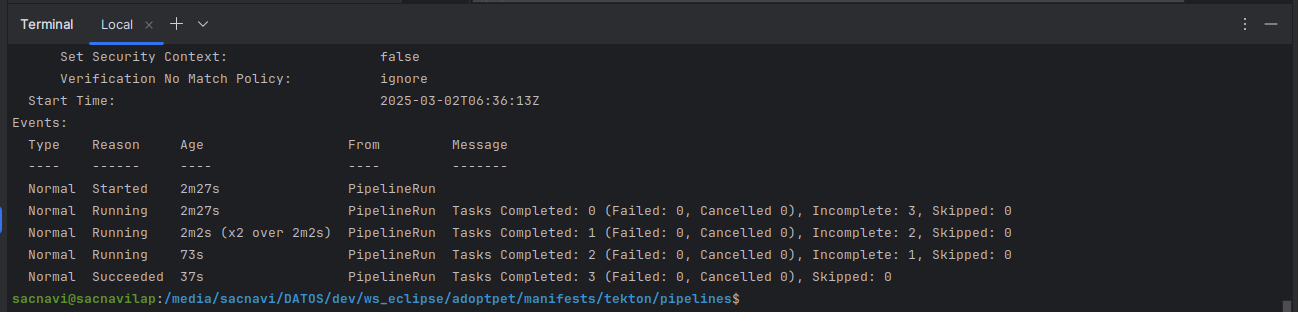 Terminal Local
Set Security Context: false
Verification No Match Policy: ignore
Start Time: 2025-03-02T06:36:13Z
Events:
Type Reason Age From Message
---- ------ ---- ---- -------
Normal Started 2m27s PipelineRun
Normal Running 2m27s PipelineRun Tasks Completed: 0 (Failed: 0, Cancelled 0), Incomplete: 3, Skipped: 0
Normal Running 2m2s (x2 over 2m2s) PipelineRun Tasks Completed: 1 (Failed: 0, Cancelled 0), Incomplete: 2, Skipped: 0
Normal Running 73s PipelineRun Tasks Completed: 2 (Failed: 0, Cancelled 0), Incomplete: 1, Skipped: 0
Normal Succeeded 37s PipelineRun Tasks Completed: 3 (Failed: 0, Cancelled 0), Skipped: 0
sacnavi@sacnavilap:/media/sacnavi/DATOS/dev/ws_eclipse/adoptpet/manifests/tekton/pipelines$